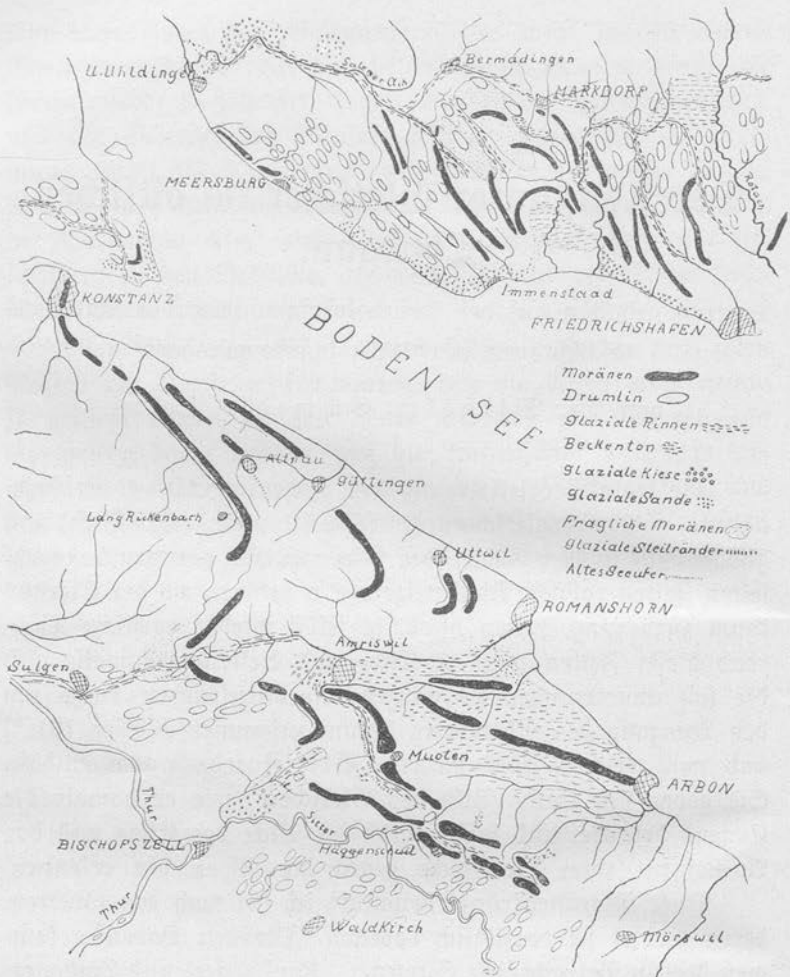 U.Uhldingen
Salemer Ach
Bermadingen
MARKDORF
MEERSBURG
Rotach
Immenstaad
FRIEDRICHSHAFEN
KONSTANZ
BODEN SEE
Moränen
Drumlin
Glaziale Rinnen
Beckenton
Glaziale Kiese
Glaziale Sande
Fragliche Moränen
Glaziale Steilränder
Altes Seeufer
Altnau
Güttingen
Lang Rickenbach
Uttwil
ROMANSHORN
Amriswil
Sulgen
Muolen
ARBON
Thur
Sitter
BISCHOFSZELL
Häggenschwil
Thur
Waldkirch
Mörswil